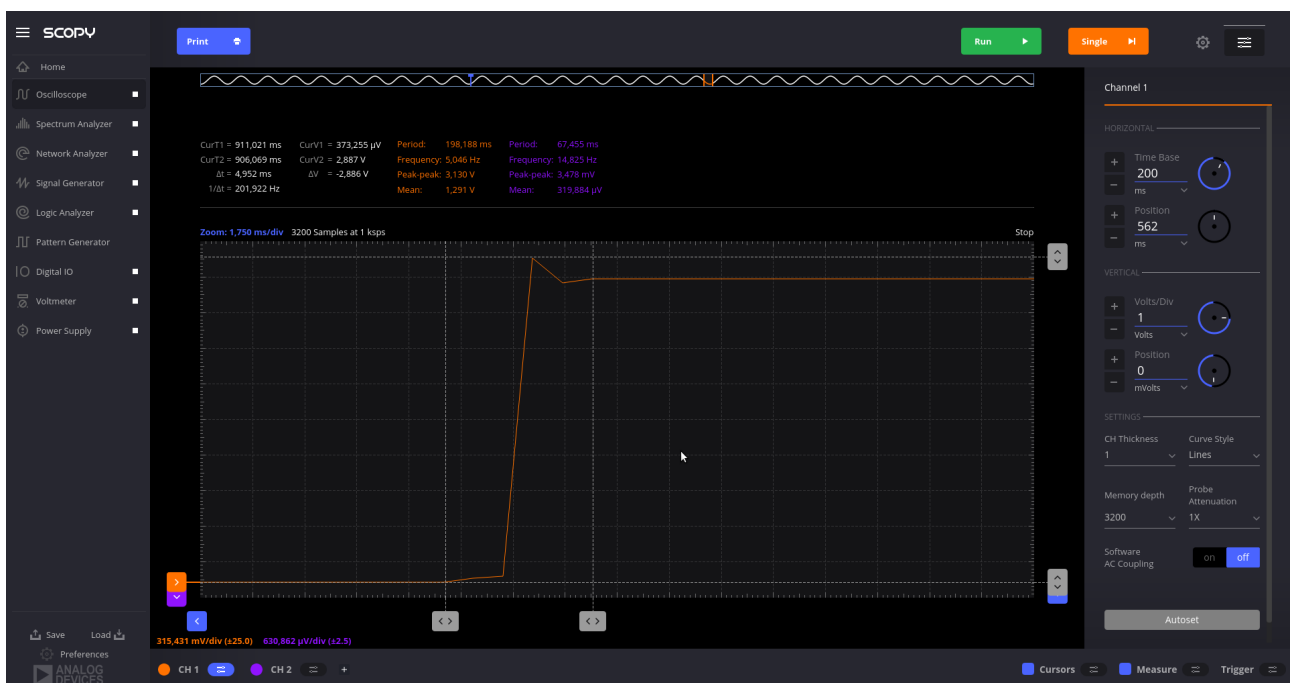 SCOPY
Print
Run
Single
Home
Oscilloscope
Spectrum Analyzer
Network Analyzer
Signal Generator
Logic Analyzer
Pattern Generator
Digital IO
Voltmeter
Power Supply
Save Load
Preferences
ANALOG
DEVICES
CurT1 = 911,021 ms CurV1 = 373,255 µV Period: 198,188 ms Period: 67,455 ms
CurT2 = 906,069 ms CurV2 = 2,887 V Frequency: 5,046 Hz Frequency: 14,825 Hz
Δt = 4,952 ms ΔV = -2,886 V Peak-peak: 3,130 V Peak-peak: 3,478 mV
1/Δt = 201,922 Hz Mean: 1,291 V Mean: 319,884 µV
Zoom: 1,750 ms/div 3200 Samples at 1 ksps Stop
315,431 mV/div (±25.0) 630,862 µV/div (±2.5)
CH 1 CH 2 +
Cursors Measure Trigger
Channel 1
HORIZONTAL
+ Time Base
200
− ms
+ Position
562
− ms
VERTICAL
+ Volts/Div
1
− Volts
+ Position
0
− mVolts
SETTINGS
CH Thickness Curve Style
1 Lines
Memory depth Probe Attenuation
3200 1X
Software
AC Coupling on off
Autoset